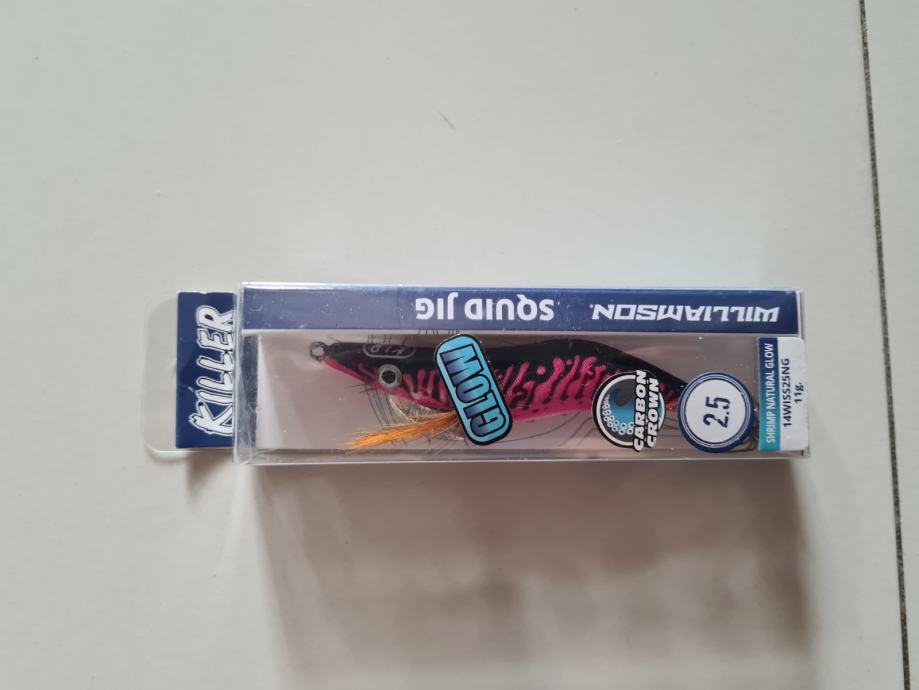 KILLER
WILLIAMSON®
SQUID JIG
GLOW
CARBON
CROWN
2.5
SHRIMP NATURAL GLOW
14WISS25NG
11g.